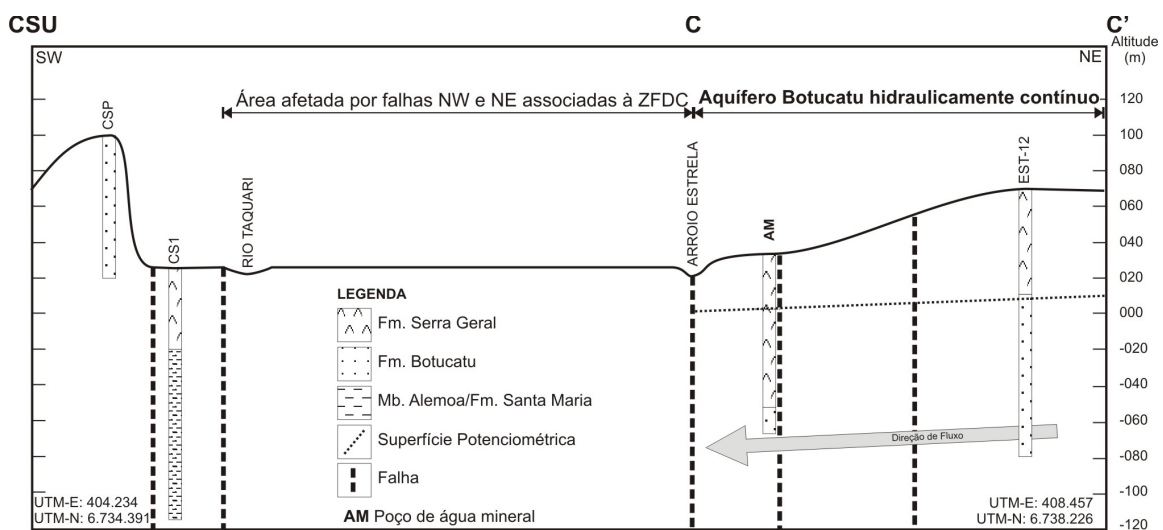 CSU
C
C'
Altitude
(m)
SW
NE
Área afetada por falhas NW e NE associadas à ZFDC
Aquífero Botucatu hidraulicamente contínuo
CSP
CS1
RIO TAQUARI
ARROIO ESTRELA
AM
EST-12
120
100
080
060
040
020
000
-020
-040
-060
-080
-100
-120
LEGENDA
Fm. Serra Geral
Fm. Botucatu
Mb. Alemoa/Fm. Santa Maria
Superfície Potenciométrica
Falha
AM Poço de água mineral
Direção de Fluxo
UTM-E: 404.234
UTM-N: 6.734.391
UTM-E: 408.457
UTM-N: 6.738.226